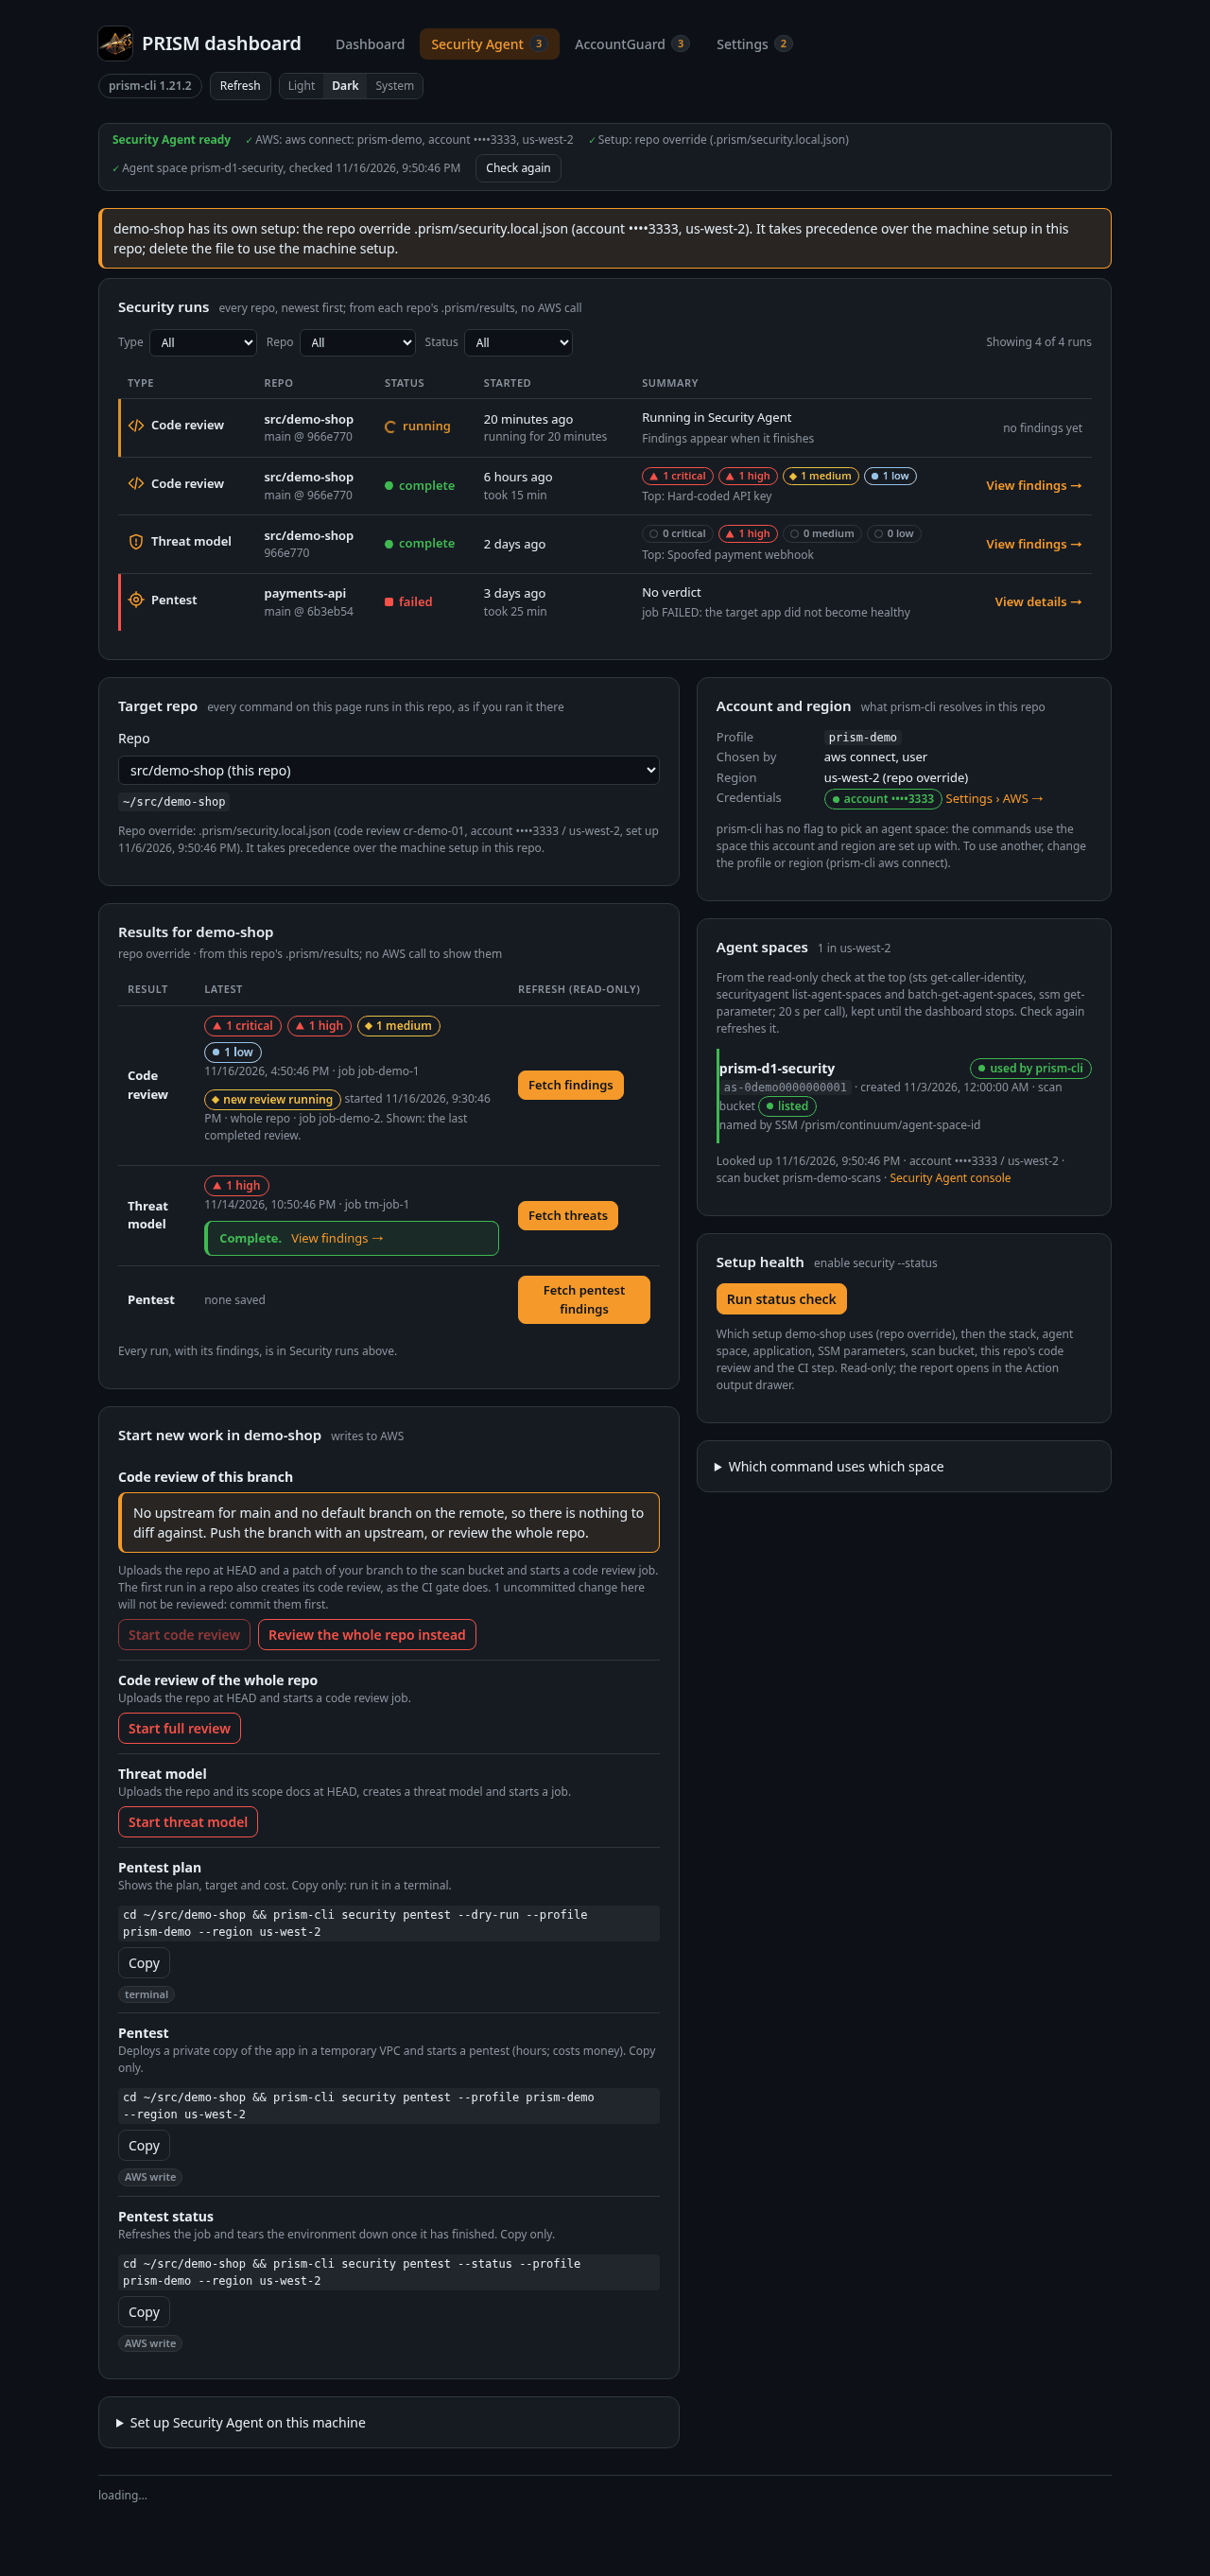 PRISM dashboard
Dashboard
Security Agent 3
AccountGuard 3
Settings 2
prism-cli 1.21.2
Refresh
Light Dark System
Security Agent ready ✓ AWS: aws connect: prism-demo, account ••••3333, us-west-2 ✓ Setup: repo override (.prism/security.local.json)
✓ Agent space prism-d1-security, checked 11/16/2026, 9:50:46 PM Check again
demo-shop has its own setup: the repo override .prism/security.local.json (account ••••3333, us-west-2). It takes precedence over the machine setup in this
repo; delete the file to use the machine setup.
Security runs every repo, newest first; from each repo's .prism/results, no AWS call
Type All Repo All Status All Showing 4 of 4 runs
TYPE REPO STATUS STARTED SUMMARY
Code review src/demo-shop running 20 minutes ago Running in Security Agent no findings yet
main @ 966e770 running for 20 minutes Findings appear when it finishes
Code review src/demo-shop complete 6 hours ago 1 critical 1 high 1 medium 1 low View findings →
main @ 966e770 took 15 min Top: Hard-coded API key
Threat model src/demo-shop complete 2 days ago 0 critical 1 high 0 medium 0 low View findings →
966e770 Top: Spoofed payment webhook
Pentest payments-api failed 3 days ago No verdict View details →
main @ 6b3eb54 took 25 min job FAILED: the target app did not become healthy
Target repo every command on this page runs in this repo, as if you ran it there
Repo
src/demo-shop (this repo)
~/src/demo-shop
Repo override: .prism/security.local.json (code review cr-demo-01, account ••••3333 / us-west-2, set up
11/6/2026, 9:50:46 PM). It takes precedence over the machine setup in this repo.
Results for demo-shop
repo override · from this repo's .prism/results; no AWS call to show them
RESULT LATEST REFRESH (READ-ONLY)
Code
review
1 critical 1 high 1 medium
1 low
11/16/2026, 4:50:46 PM · job job-demo-1
new review running started 11/16/2026, 9:30:46
PM · whole repo · job job-demo-2. Shown: the last
completed review.
Fetch findings
Threat
model
1 high
11/14/2026, 10:50:46 PM · job tm-job-1
Complete. View findings →
Fetch threats
Pentest none saved
Fetch pentest
findings
Every run, with its findings, is in Security runs above.
Start new work in demo-shop writes to AWS
Code review of this branch
No upstream for main and no default branch on the remote, so there is nothing to
diff against. Push the branch with an upstream, or review the whole repo.
Uploads the repo at HEAD and a patch of your branch to the scan bucket and starts a code review job.
The first run in a repo also creates its code review, as the CI gate does. 1 uncommitted change here
will not be reviewed: commit them first.
Start code review Review the whole repo instead
Code review of the whole repo
Uploads the repo at HEAD and starts a code review job.
Start full review
Threat model
Uploads the repo and its scope docs at HEAD, creates a threat model and starts a job.
Start threat model
Pentest plan
Shows the plan, target and cost. Copy only: run it in a terminal.
cd ~/src/demo-shop && prism-cli security pentest --dry-run --profile
prism-demo --region us-west-2
Copy
terminal
Pentest
Deploys a private copy of the app in a temporary VPC and starts a pentest (hours; costs money). Copy
only.
cd ~/src/demo-shop && prism-cli security pentest --profile prism-demo
--region us-west-2
Copy
AWS write
Pentest status
Refreshes the job and tears the environment down once it has finished. Copy only.
cd ~/src/demo-shop && prism-cli security pentest --status --profile
prism-demo --region us-west-2
Copy
AWS write
Set up Security Agent on this machine
Account and region what prism-cli resolves in this repo
Profile prism-demo
Chosen by aws connect, user
Region us-west-2 (repo override)
Credentials account ••••3333 Settings › AWS →
prism-cli has no flag to pick an agent space: the commands use the
space this account and region are set up with. To use another, change
the profile or region (prism-cli aws connect).
Agent spaces 1 in us-west-2
From the read-only check at the top (sts get-caller-identity,
securityagent list-agent-spaces and batch-get-agent-spaces, ssm get-
parameter; 20 s per call), kept until the dashboard stops. Check again
refreshes it.
prism-d1-security used by prism-cli
as-0demo0000000001 · created 11/3/2026, 12:00:00 AM · scan
bucket listed
named by SSM /prism/continuum/agent-space-id
Looked up 11/16/2026, 9:50:46 PM · account ••••3333 / us-west-2 ·
scan bucket prism-demo-scans · Security Agent console
Setup health enable security --status
Run status check
Which setup demo-shop uses (repo override), then the stack, agent
space, application, SSM parameters, scan bucket, this repo's code
review and the CI step. Read-only; the report opens in the Action
output drawer.
Which command uses which space
loading...